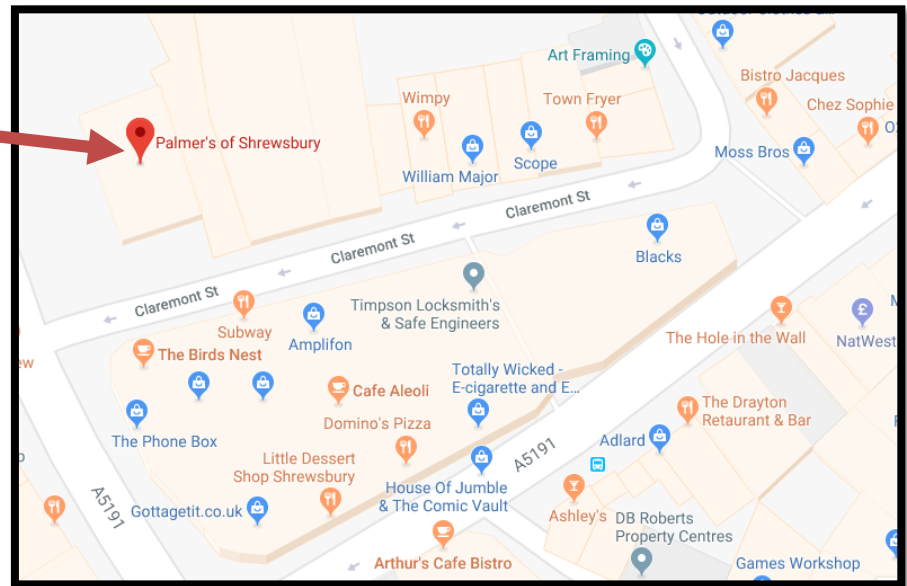 Art Framing
Bistro Jacques
Wimpy
Town Fryer
Chez Sophie
Palmer's of Shrewsbury
Moss Bros
Scope
William Major
Claremont St
Claremont St
Blacks
Claremont St
Timpson Locksmith's
& Safe Engineers
Subway
The Hole in the Wall
NatWest
Amplifon
The Birds Nest
Totally Wicked -
E-cigarette and E...
Cafe Aleoli
The Drayton
Retaurant & Bar
Domino's Pizza
The Phone Box
Adlard
A5191
Little Dessert
Shop Shrewsbury
House Of Jumble
& The Comic Vault
A5191
Gottagetit.co.uk
Ashley's
DB Roberts
Property Centres
Arthur's Cafe Bistro
Games Workshop